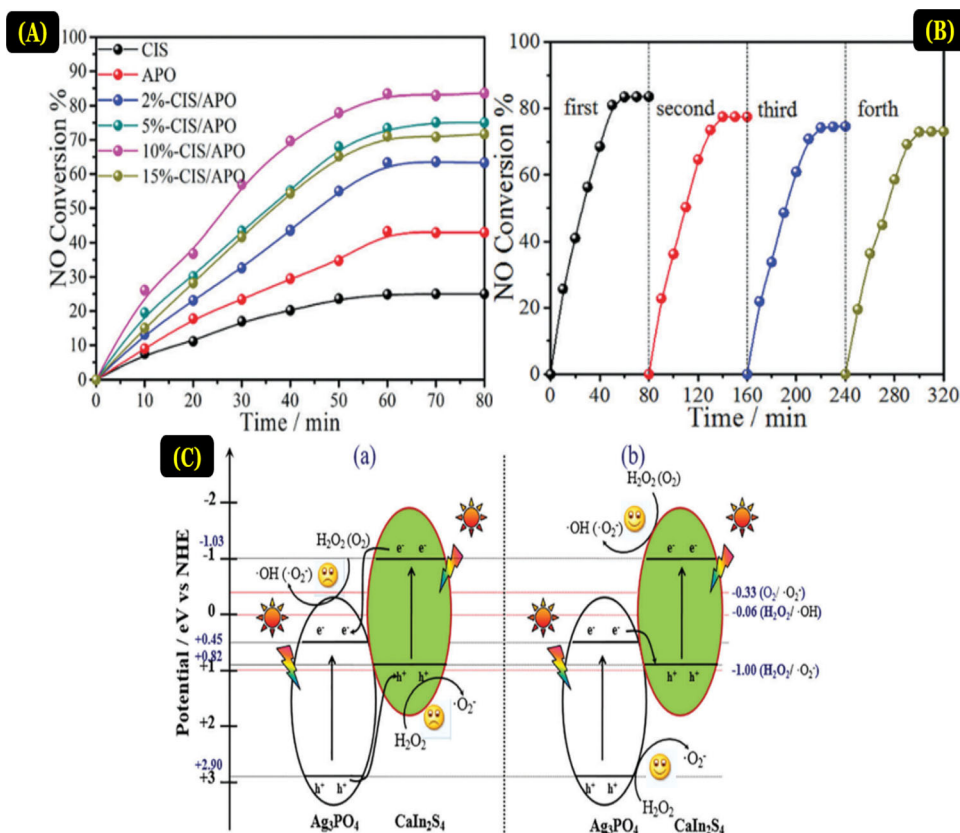 (A)
100
90
80
70
60
50
40
30
20
10
0
NO Conversion %
CIS
APO
2%-CIS/APO
5%-CIS/APO
10%-CIS/APO
15%-CIS/APO
0 10 20 30 40 50 60 70 80
Time / min
(B)
100
80
60
40
20
0
NO Conversion %
first second third forth
0 40 80 120 160 200 240 280 320
Time / min
(C)
(a)
(b)
Potential / eV vs NHE
-2
-1.03
-1
0
+0.45
+0.82
+1
+2
+2.90
+3
H₂O₂(O₂)
·OH (·O₂⁻)
e⁻ e⁻
e⁻ e⁻
h⁺ h⁺
·O₂⁻
H₂O₂
h⁺ h⁺
Ag₃PO₄ CaIn₂S₄
H₂O₂(O₂)
·OH (·O₂⁻)
e⁻ e⁻
-0.33 (O₂/ ·O₂⁻)
-0.06 (H₂O₂/ ·OH)
e⁻ e⁻
h⁺ h⁺
-1.00 (H₂O₂/ ·O₂⁻)
·O₂⁻
h⁺ h⁺
H₂O₂
Ag₃PO₄ CaIn₂S₄